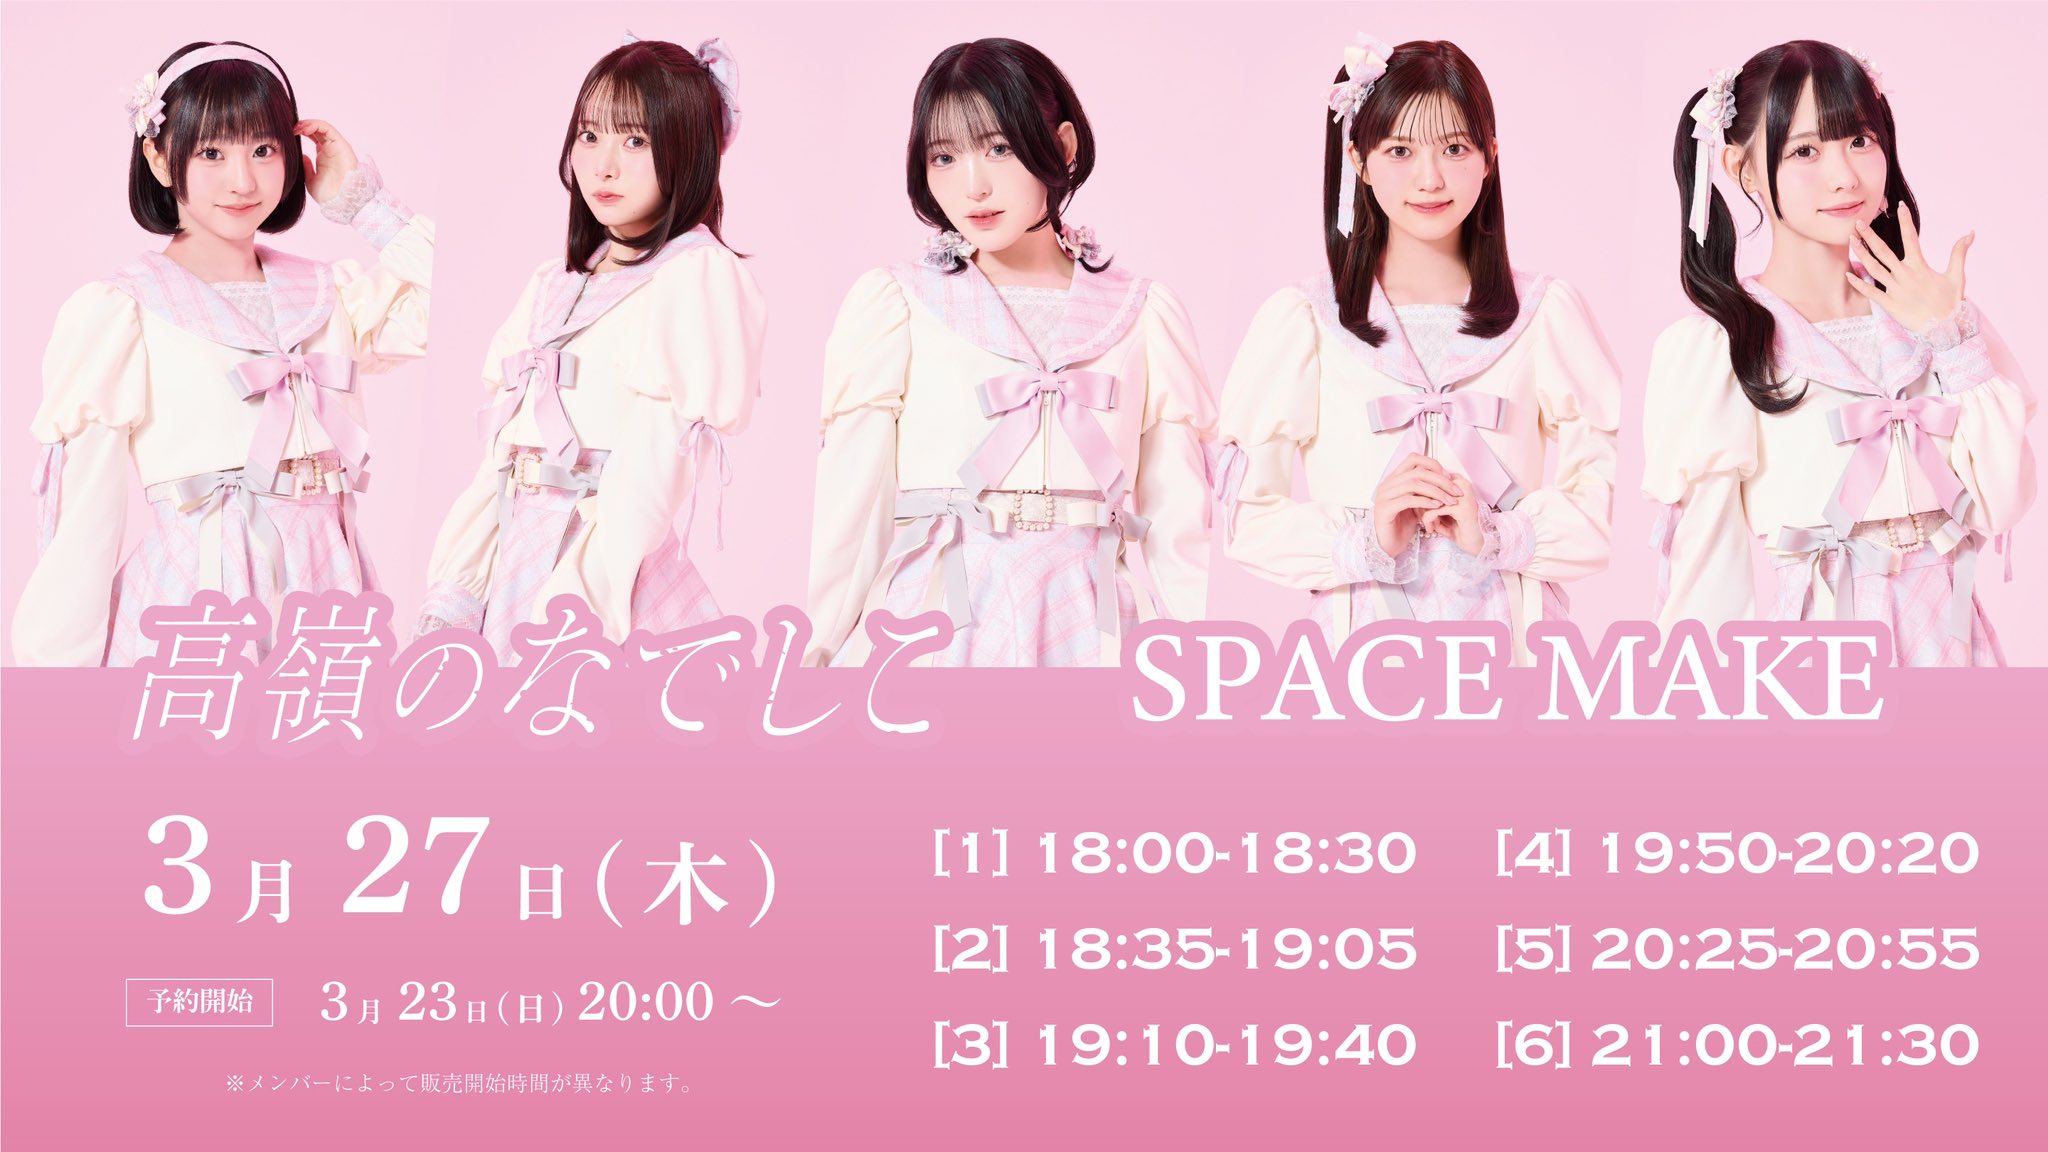 高嶺のなでしこ SPACE MAKE
3月27日(木)
予約開始 3月23日(日) 20:00〜
※メンバーによって販売開始時間が異なります。
[1] 18:00-18:30
[2] 18:35-19:05
[3] 19:10-19:40
[4] 19:50-20:20
[5] 20:25-20:55
[6] 21:00-21:30